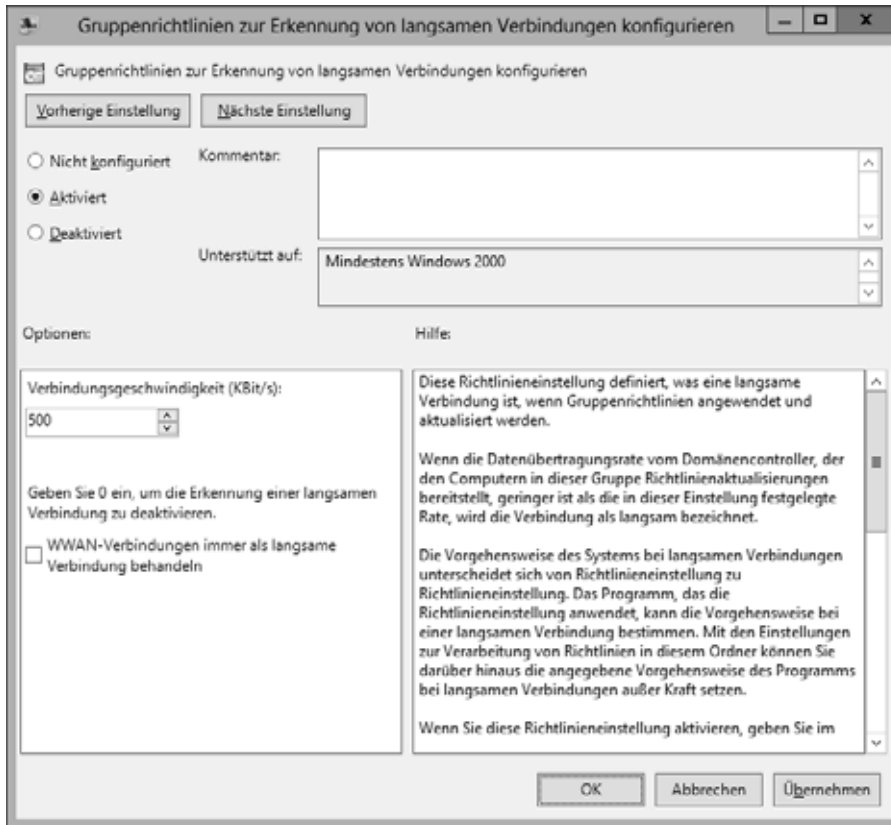 Gruppenrichtlinien zur Erkennung von langsamen Verbindungen konfigurieren
Gruppenrichtlinien zur Erkennung von langsamen Verbindungen konfigurieren
Vorherige Einstellung
Nächste Einstellung
Nicht konfiguriert
Aktiviert
Deaktiviert
Kommentar:
Unterstützt auf:
Mindestens Windows 2000
Optionen:
Hilfe:
Verbindungsgeschwindigkeit (KBit/s):
500
Geben Sie 0 ein, um die Erkennung einer langsamen
Verbindung zu deaktivieren.
WWAN-Verbindungen immer als langsame
Verbindung behandeln
Diese Richtlinieneinstellung definiert, was eine langsame
Verbindung ist, wenn Gruppenrichtlinien angewendet und
aktualisiert werden.
Wenn die Datenübertragungsrate vom Domänencontroller, der
den Computern in dieser Gruppe Richtlinienaktualisierungen
bereitstellt, geringer ist als die in dieser Einstellung festgelegte
Rate, wird die Verbindung als langsam bezeichnet.
Die Vorgehensweise des Systems bei langsamen Verbindungen
unterscheidet sich von Richtlinieneinstellung zu
Richtlinieneinstellung. Das Programm, das die
Richtlinieneinstellung anwendet, kann die Vorgehensweise bei
einer langsamen Verbindung bestimmen. Mit den Einstellungen
zur Verarbeitung von Richtlinien in diesem Ordner können Sie
darüber hinaus die angegebene Vorgehensweise des Programms
bei langsamen Verbindungen außer Kraft setzen.
Wenn Sie diese Richtlinieneinstellung aktivieren, geben Sie im
OK
Abbrechen
Übernehmen